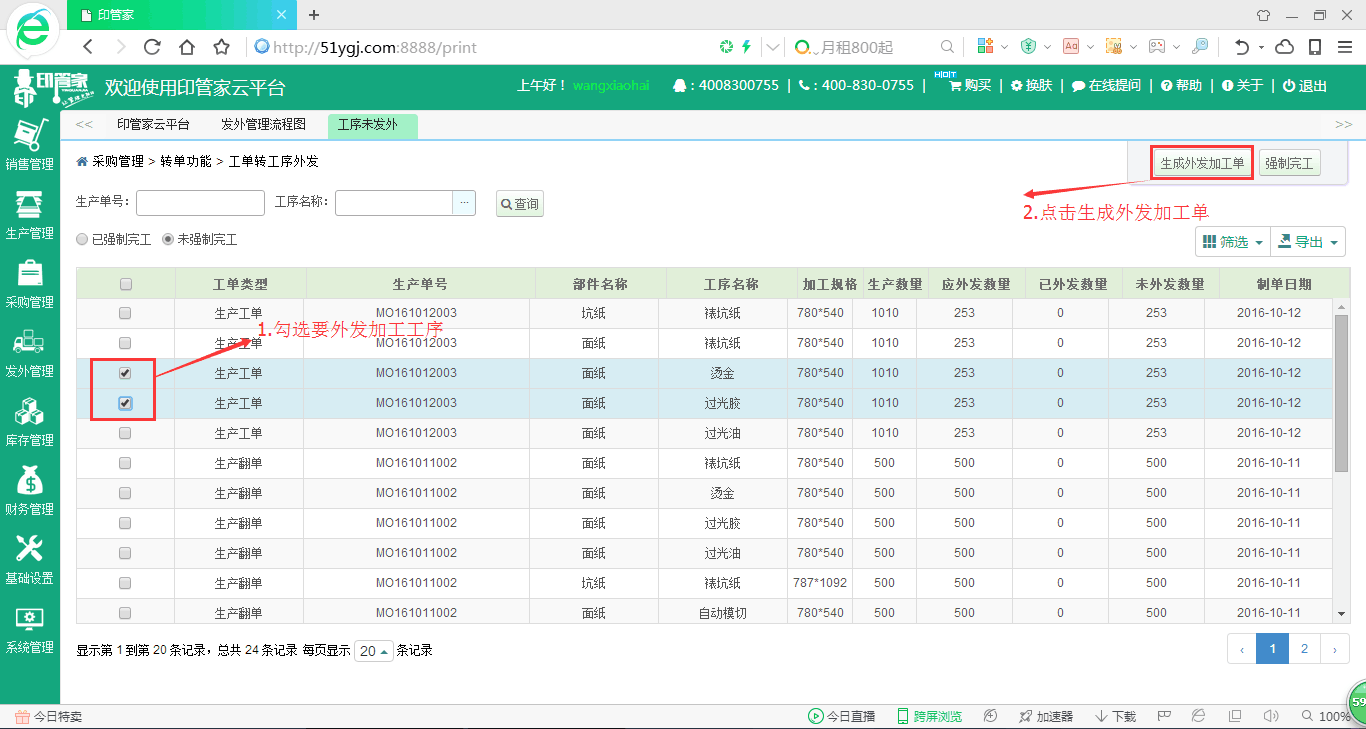 印管家
http://51ygj.com:8888/print
月租800起
印管家
欢迎使用印管家云平台
上午好！ wangxiaohai : 4008300755 | : 400-830-0755 | HOT 购买 | 换肤 | 在线提问 | 帮助 | 关于 | 退出
<< 印管家云平台 发外管理流程图 工序未发外 >>
销售管理
生产管理
采购管理
发外管理
库存管理
财务管理
基础设置
系统管理
采购管理 > 转单功能 > 工单转工序外发
生成外发加工单 强制完工
生产单号： 工序名称： ... 查询
2.点击生成外发加工单
已强制完工 未强制完工
筛选 导出
工单类型 生产单号 部件名称 工序名称 加工规格 生产数量 应外发数量 已外发数量 未外发数量 制单日期
生产工单 MO161012003 坑纸 裱坑纸 780*540 1010 253 0 253 2016-10-12
1.勾选要外发加工工序
生产工单 MO161012003 面纸 裱坑纸 780*540 1010 253 0 253 2016-10-12
生产工单 MO161012003 面纸 烫金 780*540 1010 253 0 253 2016-10-12
生产工单 MO161012003 面纸 过光胶 780*540 1010 253 0 253 2016-10-12
生产工单 MO161012003 面纸 过光油 780*540 1010 253 0 253 2016-10-12
生产翻单 MO161011002 面纸 裱坑纸 780*540 500 500 0 500 2016-10-11
生产翻单 MO161011002 面纸 烫金 780*540 500 500 0 500 2016-10-11
生产翻单 MO161011002 面纸 过光胶 780*540 500 500 0 500 2016-10-11
生产翻单 MO161011002 面纸 过光油 780*540 500 500 0 500 2016-10-11
生产翻单 MO161011002 坑纸 裱坑纸 787*1092 500 500 0 500 2016-10-11
生产翻单 MO161011002 面纸 自动模切 780*540 500 500 0 500 2016-10-11
显示第 1 到第 20 条记录，总共 24 条记录 每页显示 20 条记录
‹ 1 2 ›
59
今日特卖 今日直播 跨屏浏览 加速器 下载 100%